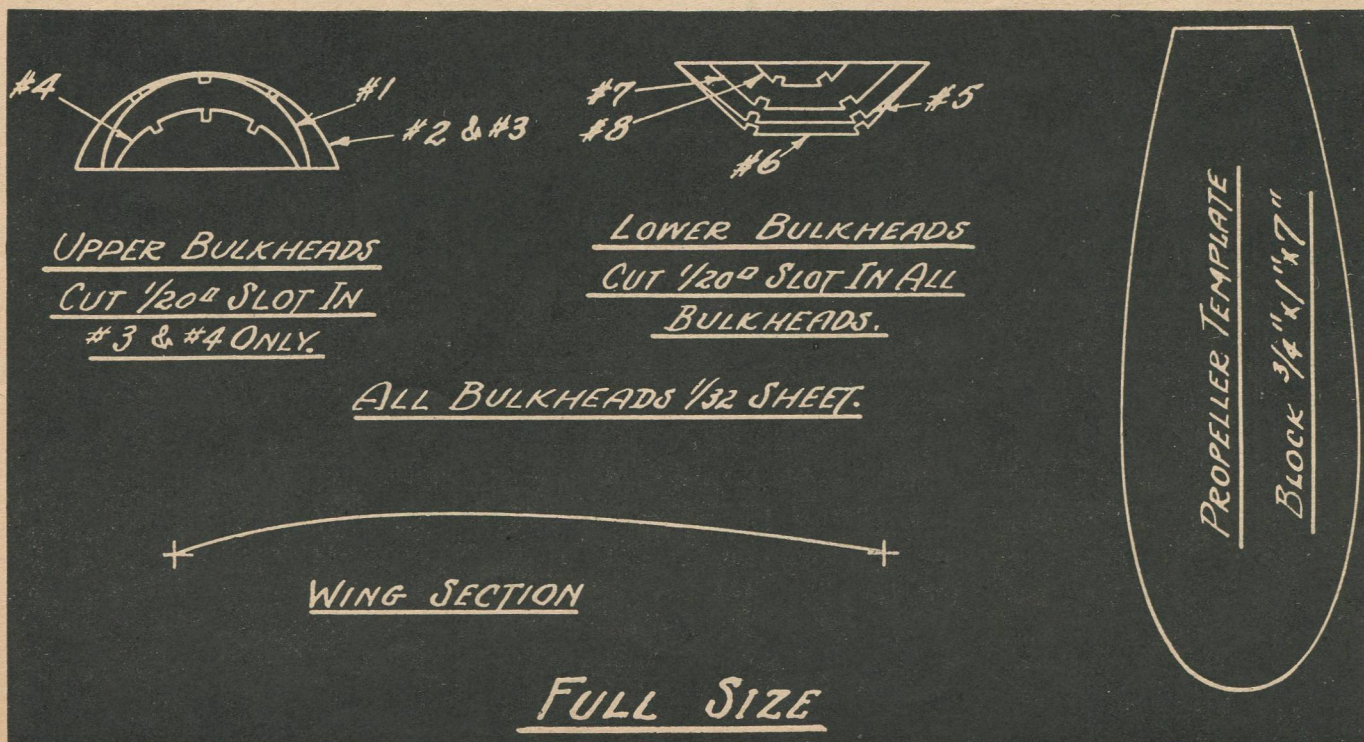 #4
#1
#2 & #3
UPPER BULKHEADS
CUT 1/20" SLOT IN
#3 & #4 ONLY.
#7
#8
#5
#6
LOWER BULKHEADS
CUT 1/20" SLOT IN ALL
BULKHEADS.
ALL BULKHEADS 1/32 SHEET.
WING SECTION
FULL SIZE
PROPELLER TEMPLATE
BLOCK 3/4" x 1" x 7"